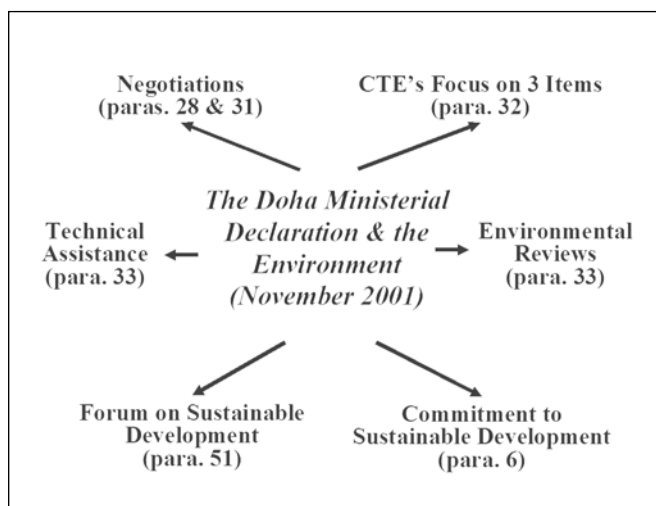 Negotiations
(paras. 28 & 31)
CTE's Focus on 3 Items
(para. 32)
The Doha Ministerial
Declaration & the
Environment
(November 2001)
Technical
Assistance
(para. 33)
Environmental
Reviews
(para. 33)
Forum on Sustainable
Development
(para. 51)
Commitment to
Sustainable Development
(para. 6)